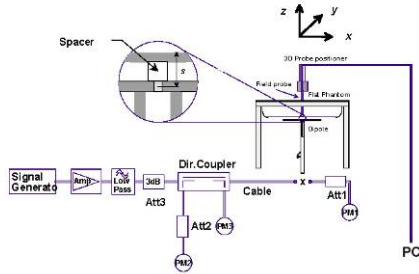 z
y
x
Spacer
s
3D Probe positioner
Field probe
Flat Phantom
Dipole
Dir.Coupler
Signal
Generato
Amp
Low
Pass
3dB
Cable
x
Att1
Att3
Att2
PM3
PM1
PM2
PC